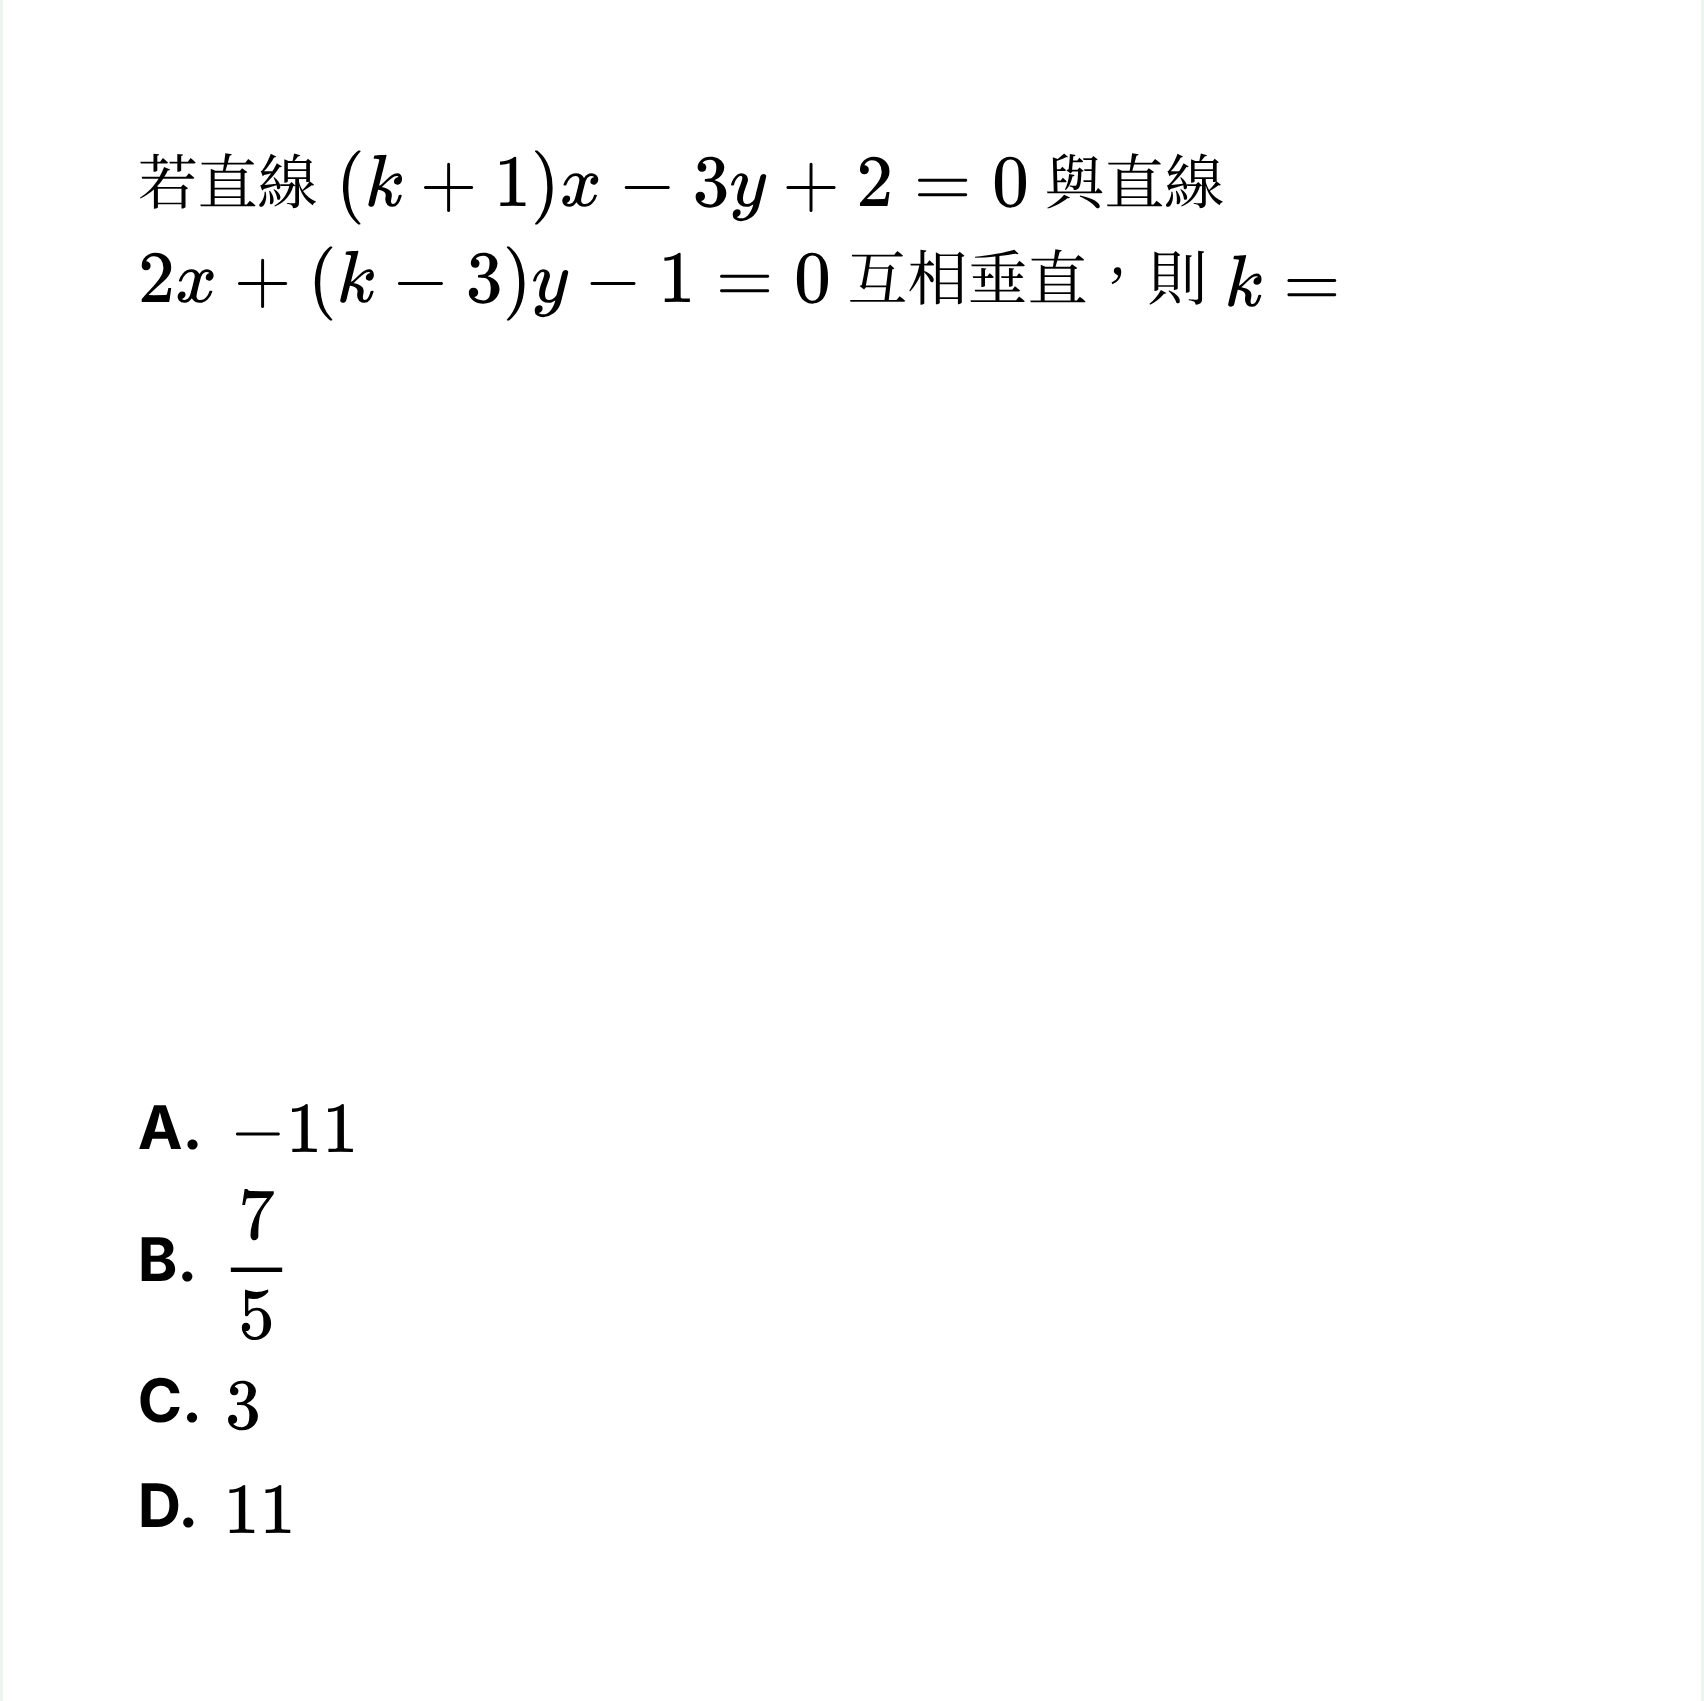 若直線 (k + 1)x − 3y + 2 = 0 與直線
2x + (k − 3)y − 1 = 0 互相垂直，則 k =
A. −11
B. 7/5
C. 3
D. 11